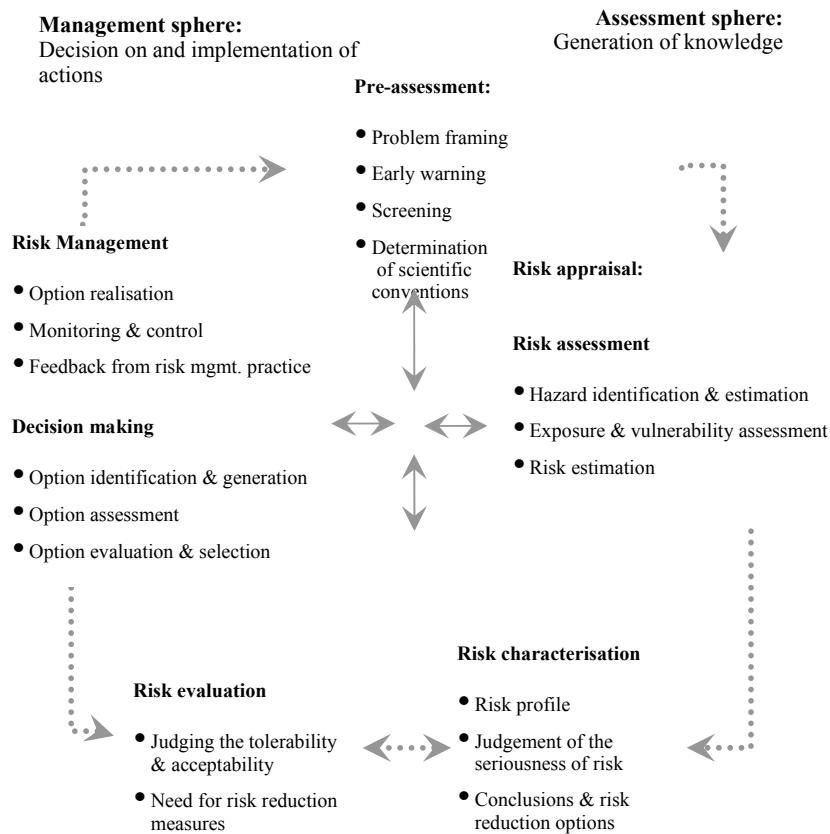 Management sphere:
Decision on and implementation of
actions
Assessment sphere:
Generation of knowledge
Pre-assessment:
• Problem framing
• Early warning
• Screening
• Determination
of scientific
conventions
Risk Management
• Option realisation
• Monitoring & control
• Feedback from risk mgmt. practice
Decision making
• Option identification & generation
• Option assessment
• Option evaluation & selection
Risk appraisal:
Risk assessment
• Hazard identification & estimation
• Exposure & vulnerability assessment
• Risk estimation
Risk evaluation
• Judging the tolerability
& acceptability
• Need for risk reduction
measures
Risk characterisation
• Risk profile
• Judgement of the
seriousness of risk
• Conclusions & risk
reduction options